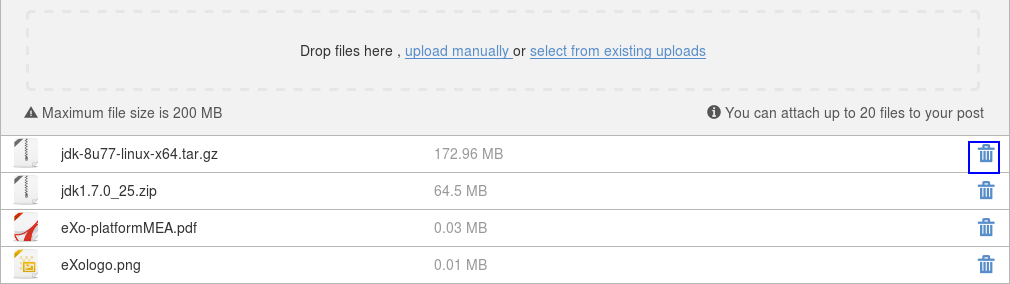 Drop files here , upload manually or select from existing uploads
Maximum file size is 200 MB You can attach up to 20 files to your post
jdk-8u77-linux-x64.tar.gz 172.96 MB
jdk1.7.0_25.zip 64.5 MB
eXo-platformMEA.pdf 0.03 MB
eXologo.png 0.01 MB